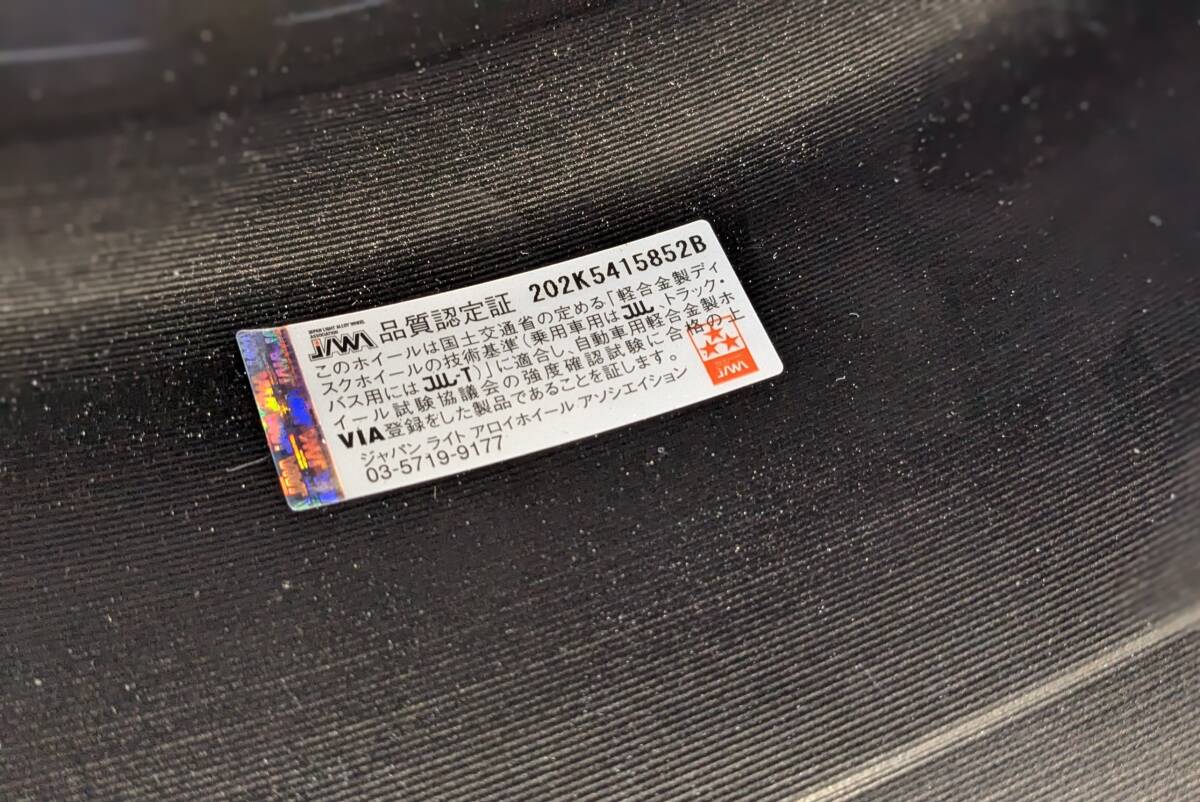 JAPAN LIGHT ALLOY WHEEL
ASSOCIATION
JAWA 品質認定証 202K5415852B
このホイールは国土交通省の定める「軽合金製ディ
スクホイールの技術基準(乗用車用はJWL、トラック・
バス用にはJWL-T)」に適合し、自動車用軽合金製ホ
イール試験協議会の強度確認試験に合格の上
VIA登録をした製品であることを証します。
ジャパン ライト アロイホイール アソシエイション
03-5719-9177
JAWA